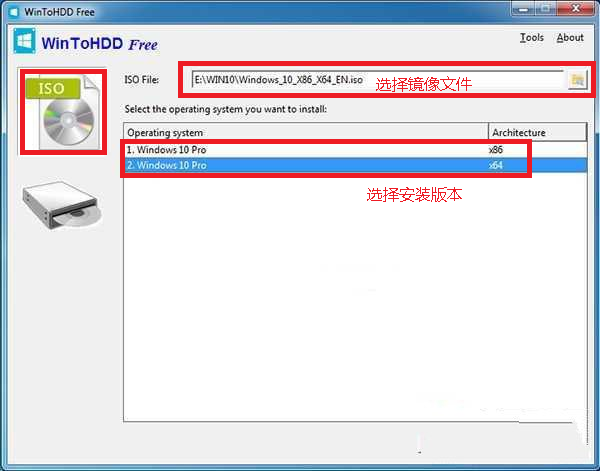 WinToHDD Free
WinToHDD Free
Tools About
ISO
ISO File: E:\WIN10\Windows_10_X86_X64_EN.iso 选择镜像文件
Select the operating system you want to install:
Operating system Architecture
1. Windows 10 Pro x86
2. Windows 10 Pro x64
选择安装版本